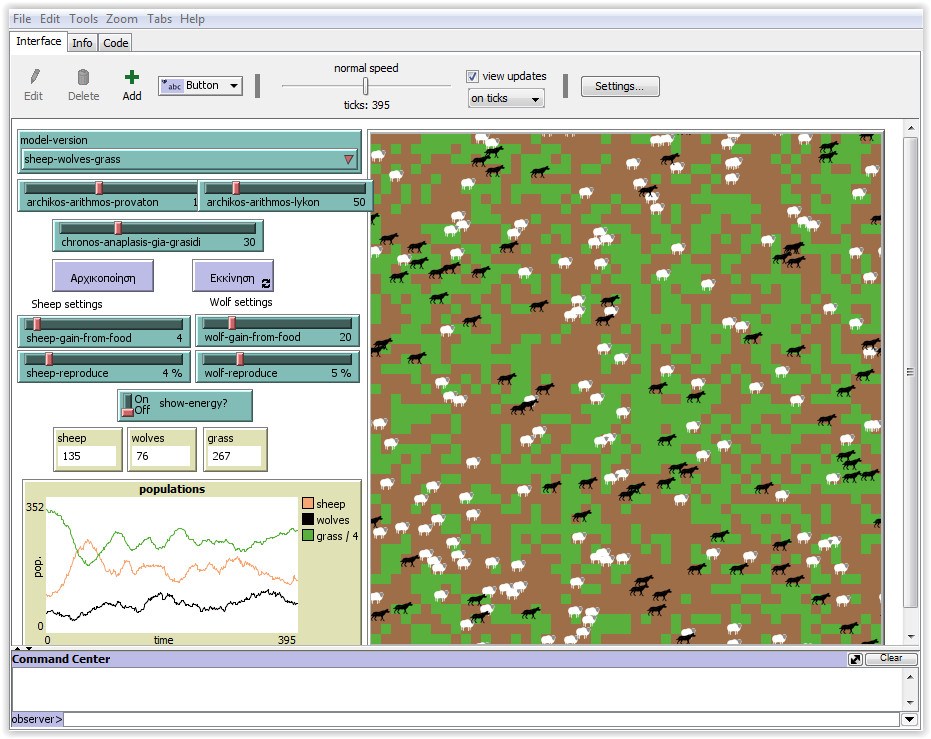 File Edit Tools Zoom Tabs Help
Interface Info Code
Edit Delete Add abc Button normal speed ticks: 395 view updates on ticks Settings...
model-version
sheep-wolves-grass
archikos-arithmos-provaton 1 archikos-arithmos-lykon 50
chronos-anaplasis-gia-grasidi 30
Αρχικοποίηση Εκκίνηση
Sheep settings Wolf settings
sheep-gain-from-food 4 wolf-gain-from-food 20
sheep-reproduce 4 % wolf-reproduce 5 %
On
Off show-energy?
sheep wolves grass
135 76 267
populations
352
pop.
0
0 time 395
sheep
wolves
grass / 4
Command Center Clear
observer>